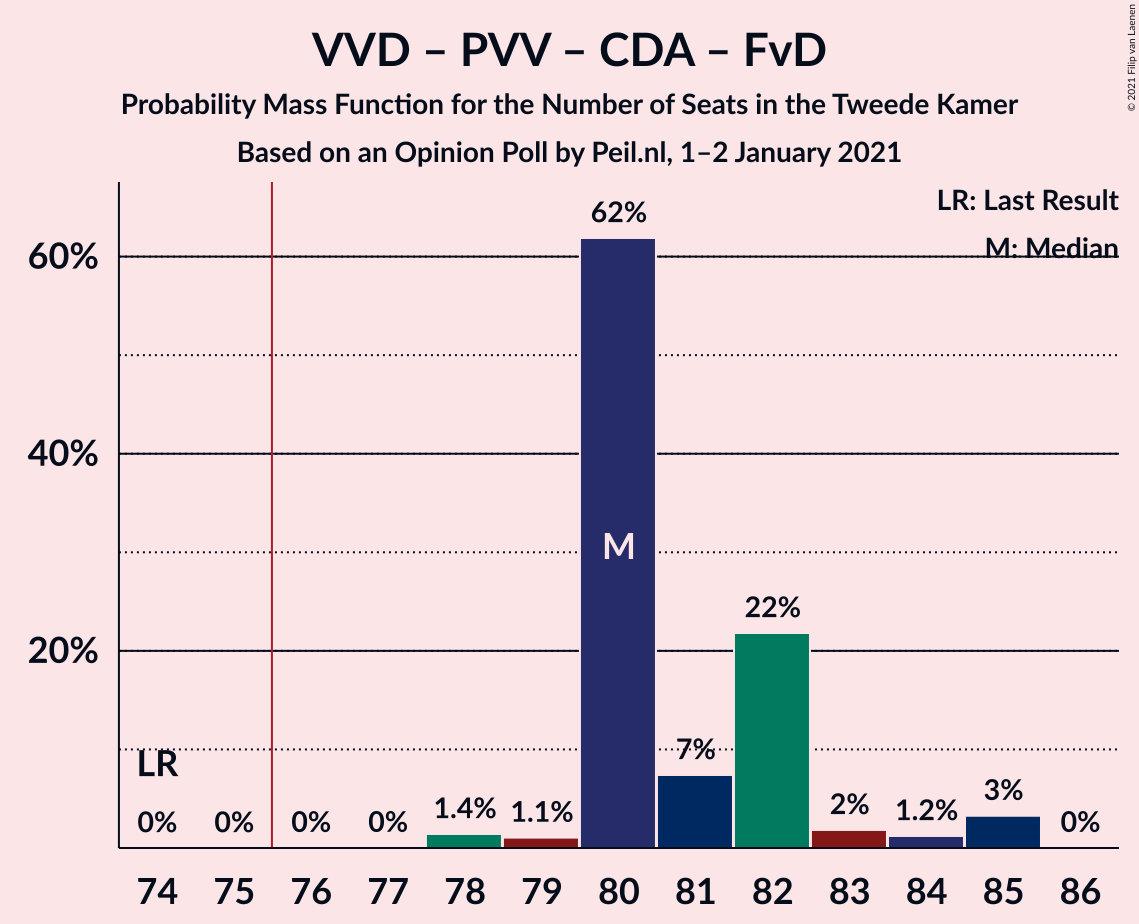 VVD – PVV – CDA – FvD
Probability Mass Function for the Number of Seats in the Tweede Kamer
Based on an Opinion Poll by Peil.nl, 1–2 January 2021
© 2021 Filip van Laenen
LR: Last Result
M: Median
60%
40%
20%
62%
M
22%
7%
LR
0%
0%
0%
0%
1.4%
1.1%
2%
1.2%
3%
0%
74 75 76 77 78 79 80 81 82 83 84 85 86